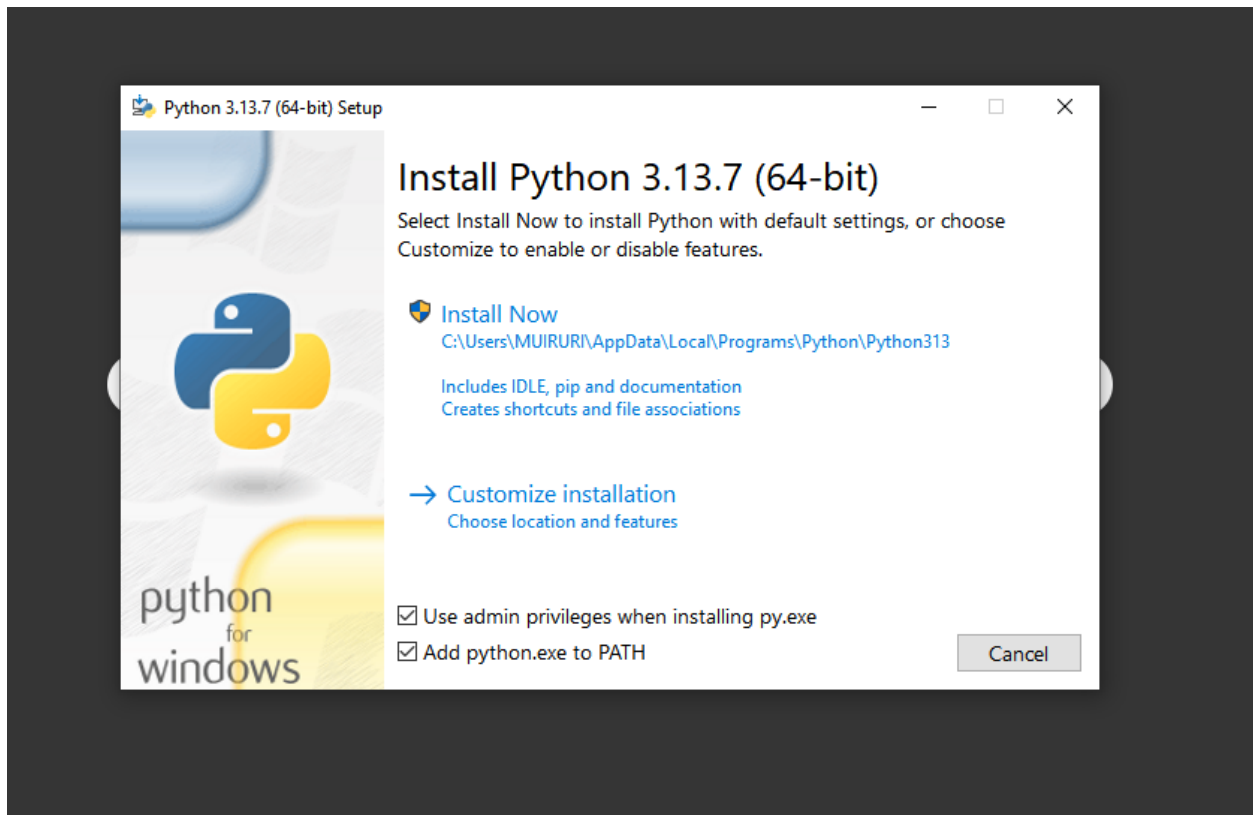 Python 3.13.7 (64-bit) Setup
Install Python 3.13.7 (64-bit)
Select Install Now to install Python with default settings, or choose
Customize to enable or disable features.
Install Now
C:\Users\MUIRURI\AppData\Local\Programs\Python\Python313
Includes IDLE, pip and documentation
Creates shortcuts and file associations
Customize installation
Choose location and features
python
for
windows
Use admin privileges when installing py.exe
Add python.exe to PATH
Cancel